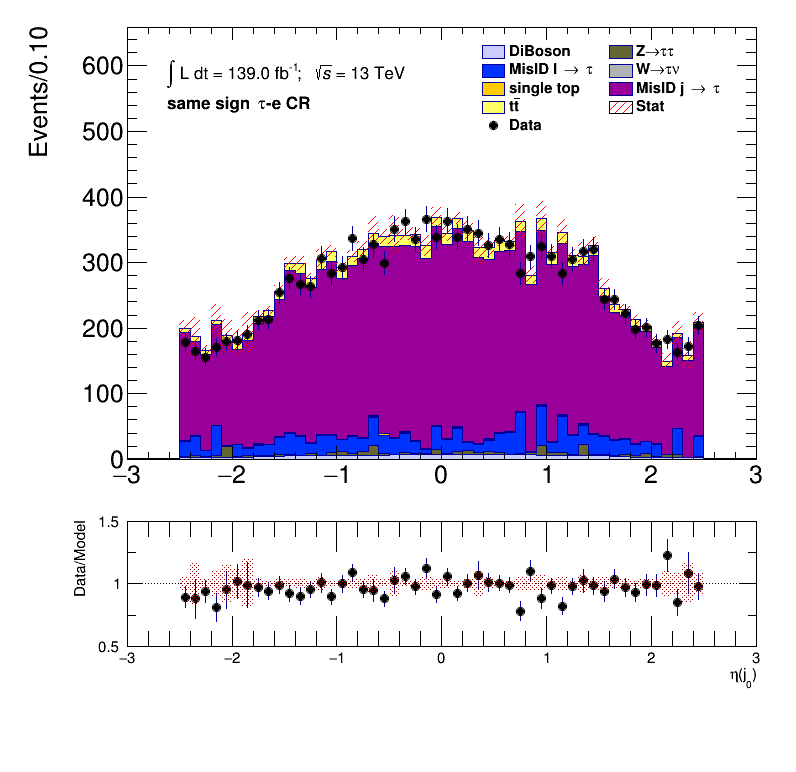 Events/0.10
∫ L dt = 139.0 fb⁻¹; √s = 13 TeV
same sign τ-e CR
DiBoson
MisID l → τ
single top
tt̄
Data
Z→ττ
W→τν
MisID j → τ
Stat
600
500
400
300
200
100
0
−3 −2 −1 0 1 2 3
Data/Model
1.5
1
0.5
−3 −2 −1 0 1 2 3
η(j₀)